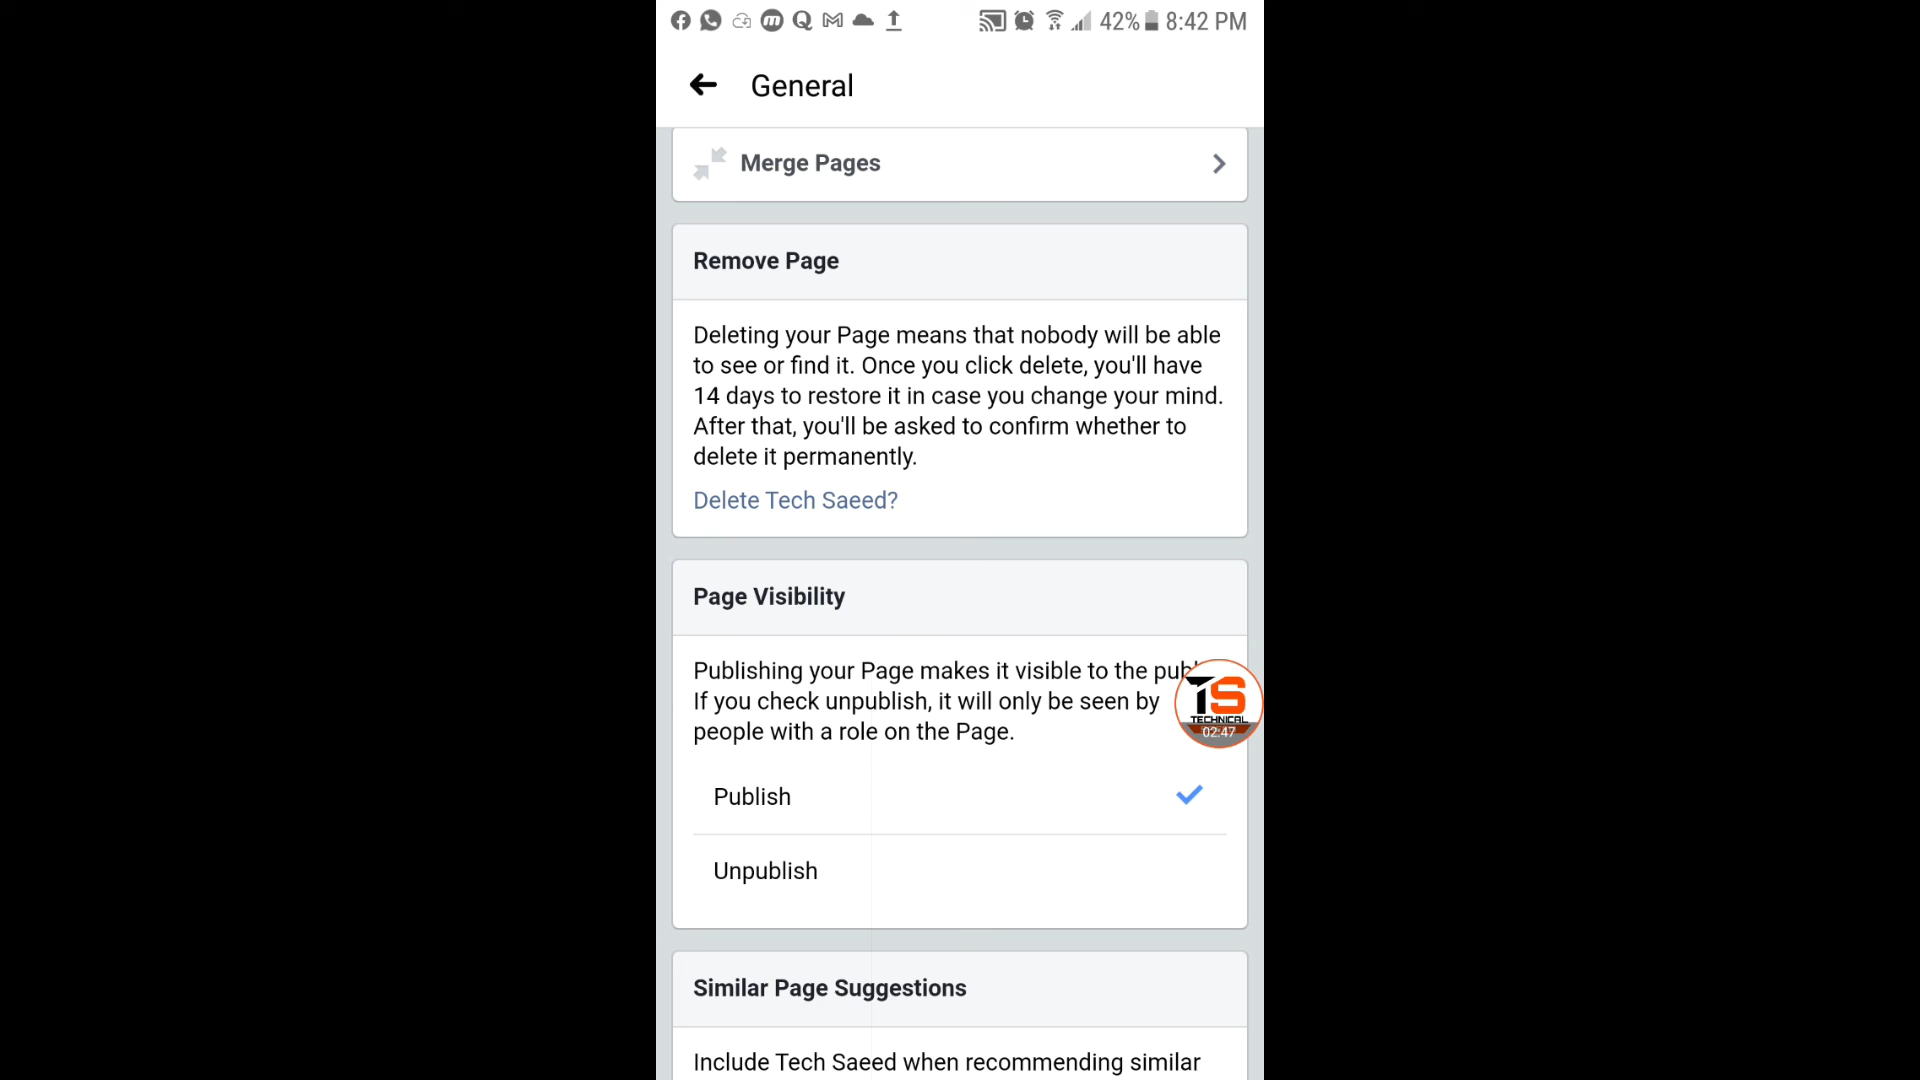 42% 8:42 PM
General
Merge Pages
Remove Page
Deleting your Page means that nobody will be able
to see or find it. Once you click delete, you'll have
14 days to restore it in case you change your mind.
After that, you'll be asked to confirm whether to
delete it permanently.
Delete Tech Saeed?
Page Visibility
Publishing your Page makes it visible to the
If you check unpublish, it will only be seen by
people with a role on the Page.
TS
TECHNICAL
02:47
Publish
Unpublish
Similar Page Suggestions
Include Tech Saeed when recommending similar